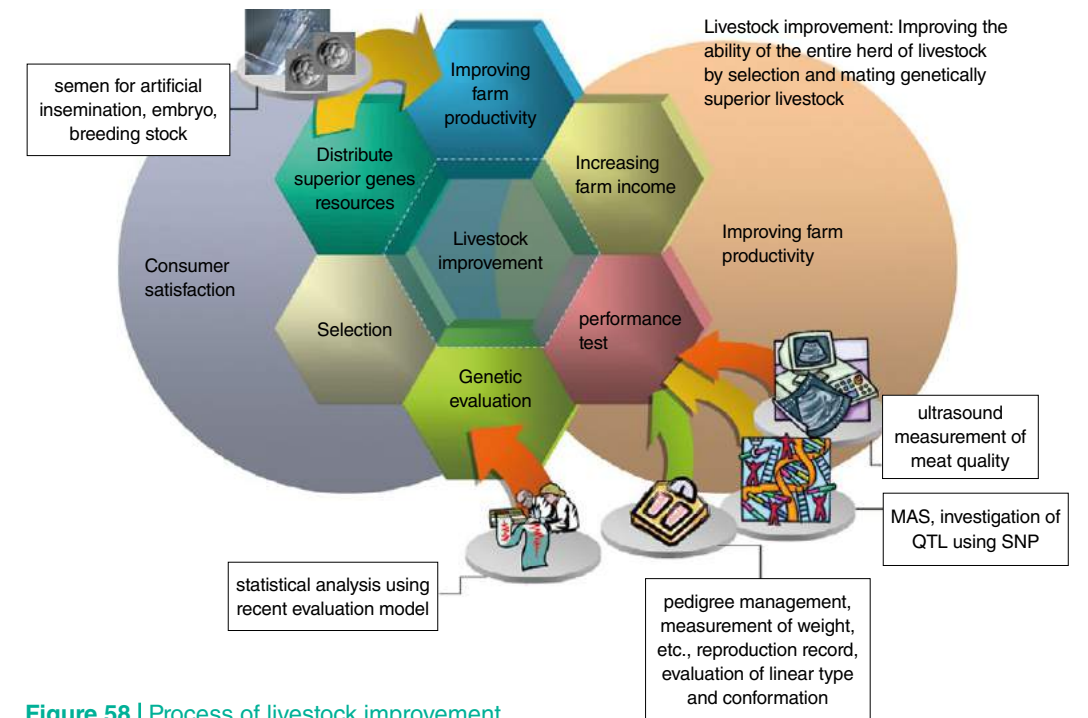 Livestock improvement: Improving the
ability of the entire herd of livestock
by selection and mating genetically
superior livestock
semen for artificial
insemination, embryo,
breeding stock
Improving
farm
productivity
Distribute
superior genes
resources
Increasing
farm income
Livestock
improvement
Improving farm
productivity
Consumer
satisfaction
Selection
performance
test
Genetic
evaluation
ultrasound
measurement of
meat quality
MAS, investigation of
QTL using SNP
statistical analysis using
recent evaluation model
pedigree management,
measurement of weight,
etc., reproduction record,
evaluation of linear type
and conformation
Figure 58 | Process of livestock improvement